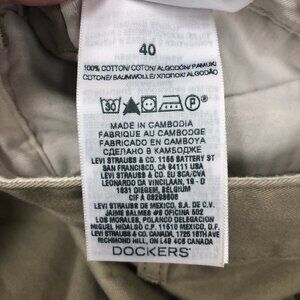 40
100% COTTON/COTON/ALGODÓN/PAMUK/
COTONE/BAUMWOLLE/ХЛОПОК/ALGODÃO
30
P
MADE IN CAMBODIA
FABRIQUE AU CAMBODGE
FABRICADO EN CAMBOYA
СДЕЛАНО В КАМБОДЖЕ
LEVI STRAUSS & CO. 1155 BATTERY ST
SAN FRANCISCO, CA 94111 USA
LEVI STRAUSS & CO. EU SCA/CVA
LEONARDO DA VINCILAAN, 19 - D
1831 DIEGEM, BELGIUM
CIF A 08298606
LEVI STRAUSS DE MEXICO, S.A. DE C.V.
JAIME BALMES #8 OFICINA 502
LOS MORALES, POLANCO DELEGACION
MIGUEL HIDALGO C.P. 11510 MEXICO, D.F.
LEVI STRAUSS & CO. CANADA, 1725 16TH AVE
RICHMOND HILL, ON L4B 4C6 CANADA
DOCKERS